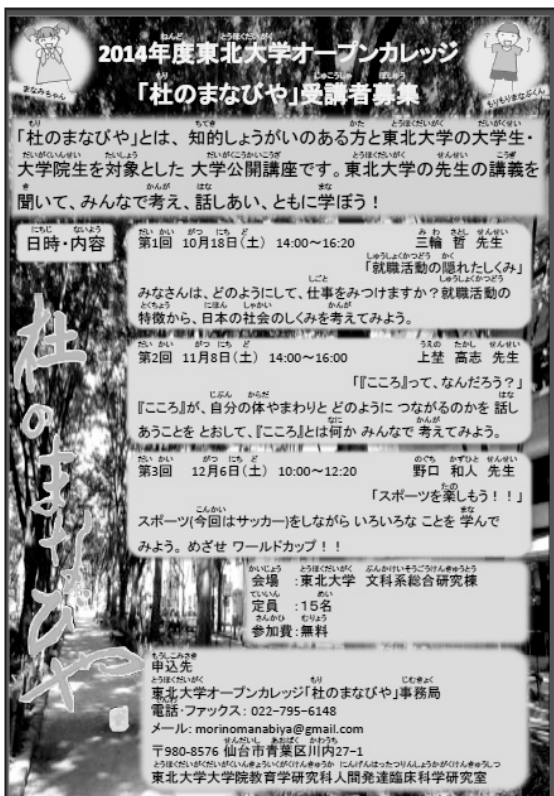 2014年度東北大学オープンカレッジ
「杜のまなびや」受講者募集
まなみちゃん
もりもりまなぶくん
「杜のまなびや」とは、知的しょうがいのある方と東北大学の大学生・
大学院生を対象とした 大学公開講座です。東北大学の先生の講義を
聞いて、みんなで考え、話しあい、ともに学ぼう！
日時・内容
第1回 10月18日（土） 14:00～16:20 三輪 哲 先生
「就職活動の隠れたしくみ」
みなさんは、どのようにして、仕事をみつけますか？就職活動の
特徴から、日本の社会のしくみを考えてみよう。
第2回 11月8日（土） 14:00～16:00 上埜 高志 先生
「『こころ』って、なんだろう？」
『こころ』が、自分の体やまわりと どのように つながるのかを 話し
あうことを とおして、『こころ』とは何か みんなで 考えてみよう。
第3回 12月6日（土） 10:00～12:20 野口 和人 先生
「スポーツを楽しもう！！」
スポーツ(今回はサッカー)をしながら いろいろな ことを 学んで
みよう。めざせ ワールドカップ！！
杜のまなびや
会場 ：東北大学 文科系総合研究棟
定員 ：15名
参加費：無料
申込先
東北大学オープンカレッジ「杜のまなびや」事務局
電話・ファックス：022-795-6148
メール：morinomanabiya@gmail.com
〒980-8576 仙台市青葉区川内27-1
東北大学大学院教育学研究科人間発達臨床科学研究室